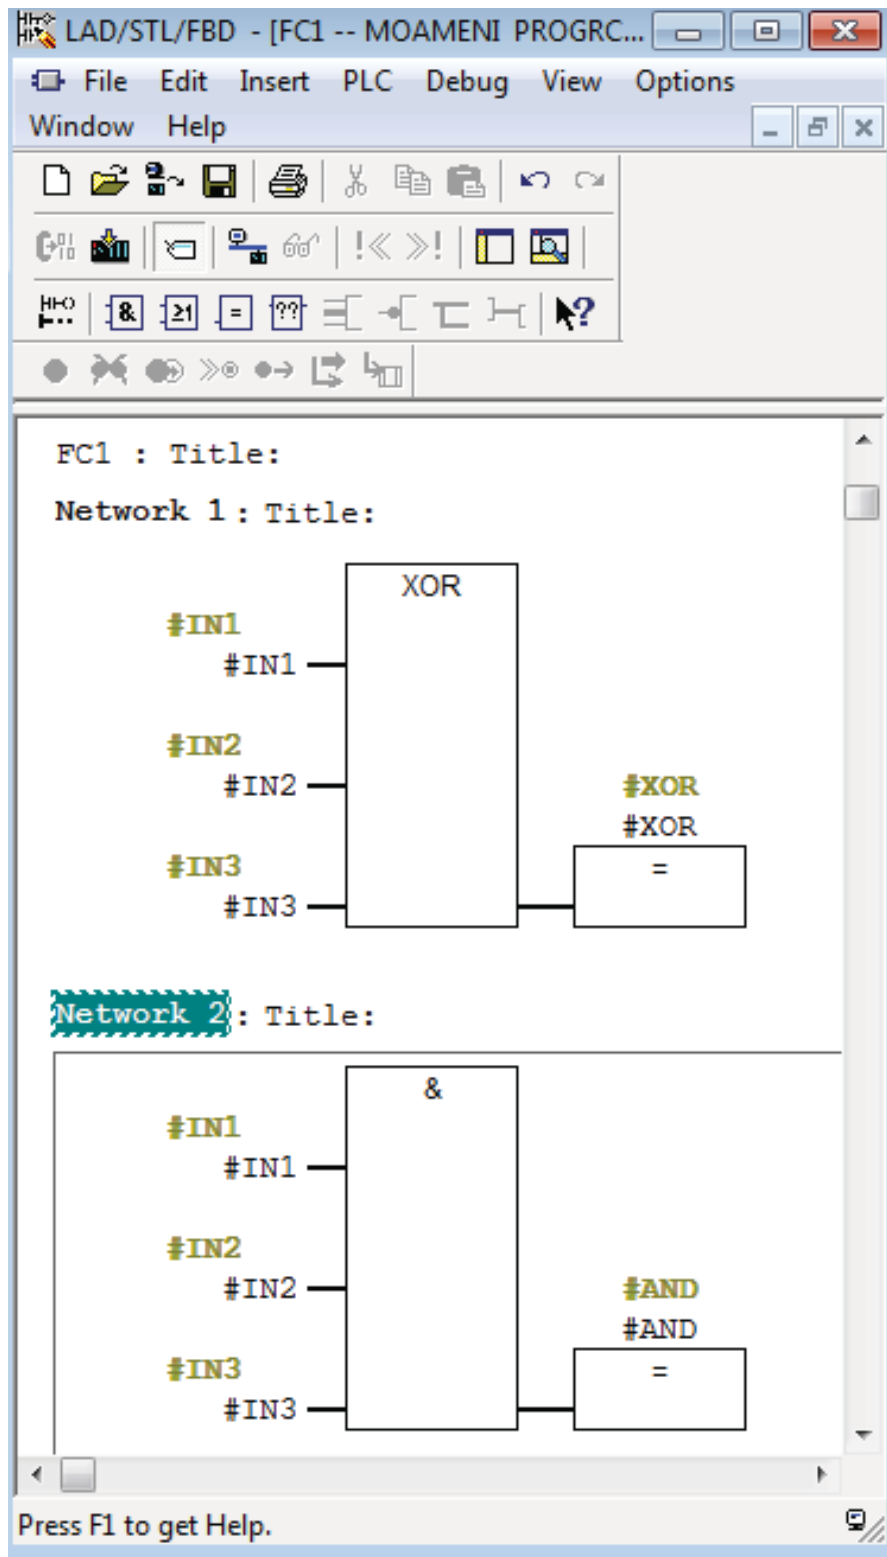 LAD/STL/FBD - [FC1 -- MOAMENI PROGRC...
File Edit Insert PLC Debug View Options
Window Help
& ≥1 = ??
FC1 : Title:
Network 1 : Title:
XOR
#IN1
#IN1
#IN2
#IN2
#XOR
#XOR
#IN3
=
#IN3
Network 2 : Title:
&
#IN1
#IN1
#IN2
#IN2
#AND
#AND
#IN3
=
#IN3
Press F1 to get Help.